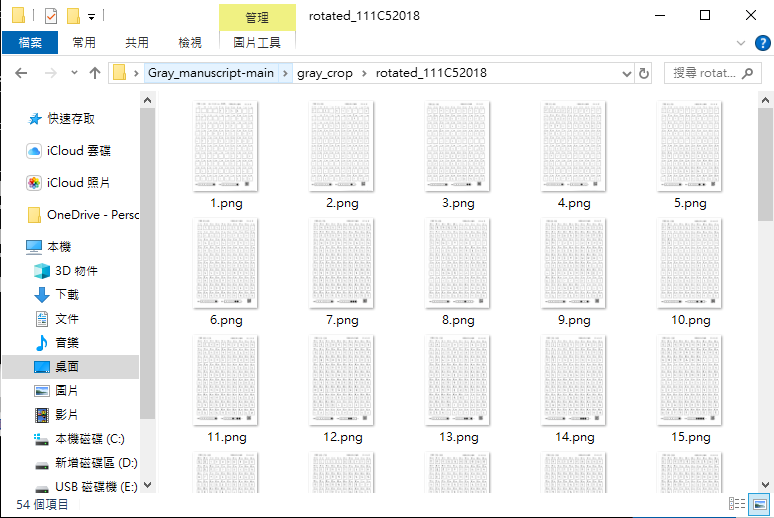 管理
rotated_111C52018
檔案
常用
共用
檢視
圖片工具
Gray_manuscript-main
gray_crop
rotated_111C52018
搜尋 rotat...
快速存取
iCloud 雲碟
iCloud 照片
OneDrive - Perso
本機
3D 物件
下載
文件
音樂
桌面
圖片
影片
本機磁碟 (C:)
新增磁碟區 (D:)
USB 磁碟機 (E:)
1.png
2.png
3.png
4.png
5.png
6.png
7.png
8.png
9.png
10.png
11.png
12.png
13.png
14.png
15.png
54 個項目